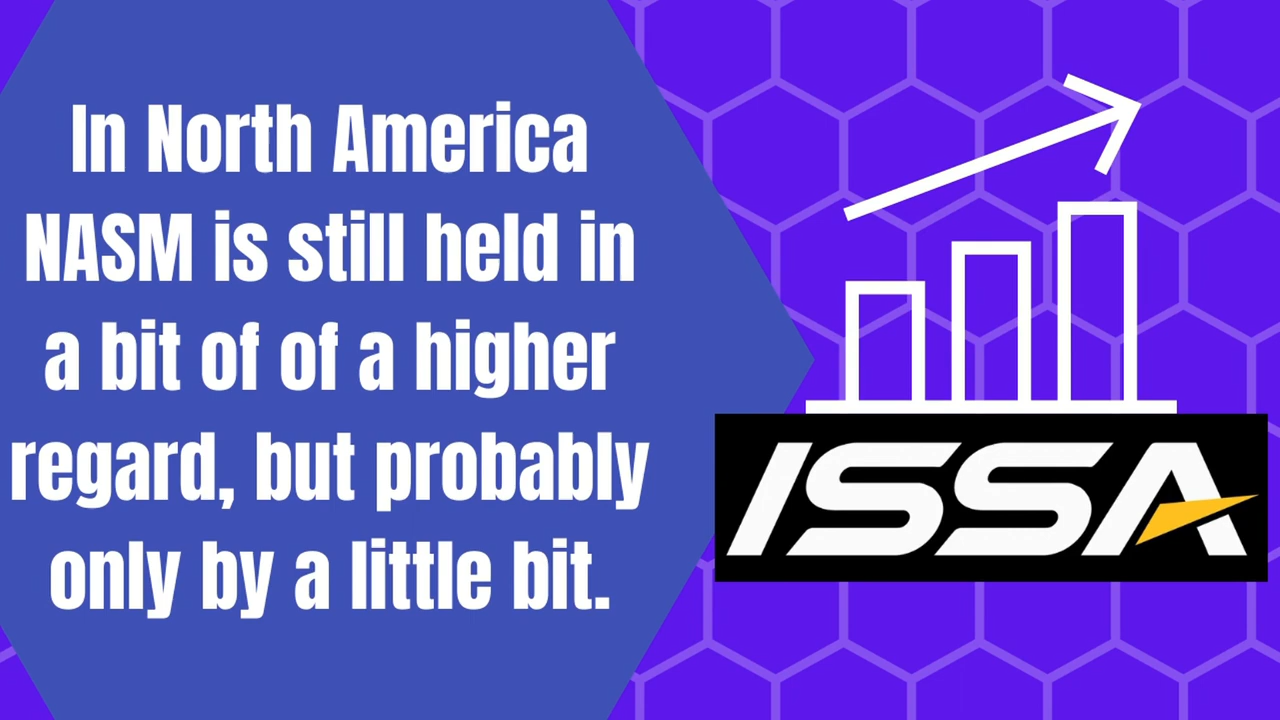 In North America
NASM is still held in
a bit of of a higher
regard, but probably
only by a little bit.
ISSA